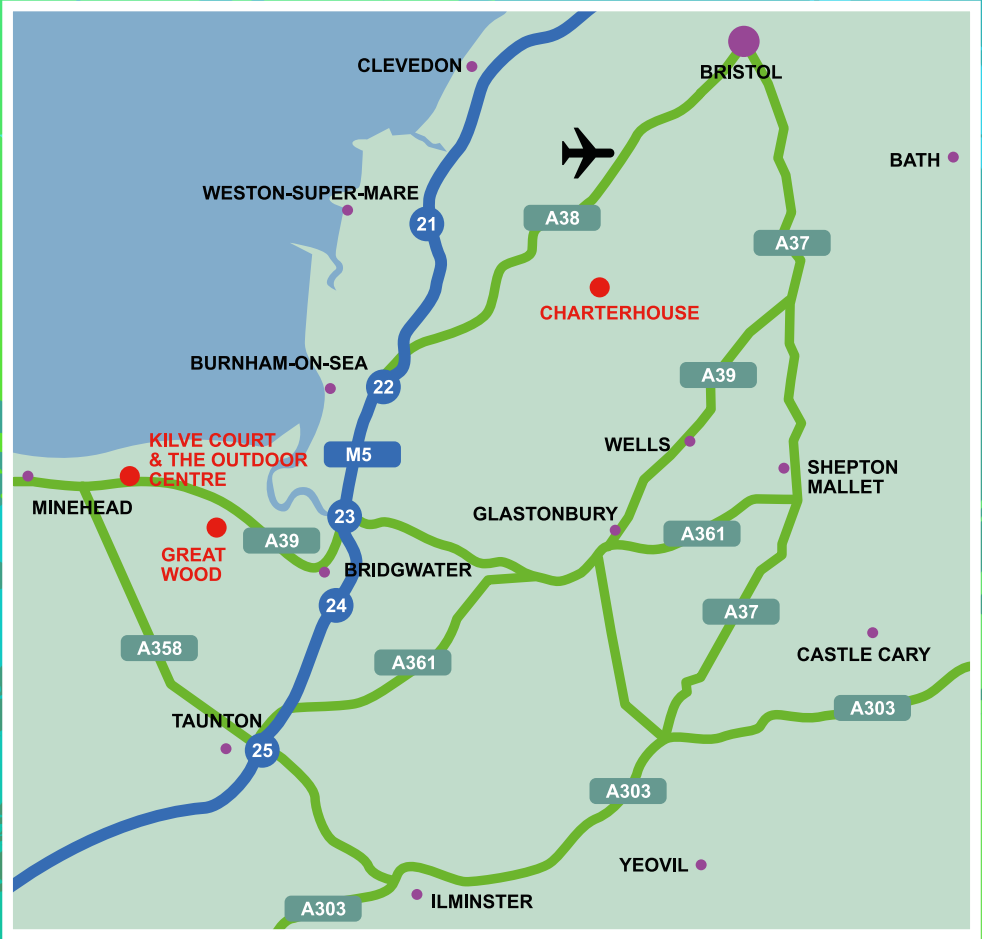 CLEVEDON
BRISTOL
BATH
WESTON-SUPER-MARE
21
A38
A37
CHARTERHOUSE
BURNHAM-ON-SEA
22
A39
KILVE COURT
& THE OUTDOOR
CENTRE
M5
WELLS
SHEPTON
MALLET
MINEHEAD
23
GLASTONBURY
A361
GREAT
WOOD
A39
BRIDGWATER
24
A37
A358
A361
CASTLE CARY
TAUNTON
25
A303
A303
YEOVIL
ILMINSTER
A303